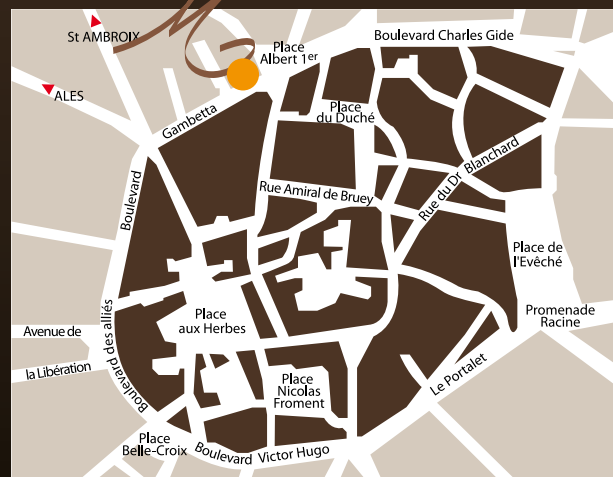 St AMBROIX
Place
Albert 1er
Boulevard Charles Gide
ALES
Gambetta
Place
du Duché
Rue du Dr Blanchard
Boulevard
Rue Amiral de Bruey
Place de
l'Evêché
Place
aux Herbes
Promenade
Racine
Avenue de
la Libération
Boulevard des alliés
Place
Nicolas
Froment
Le Portalet
Place
Belle-Croix
Boulevard Victor Hugo